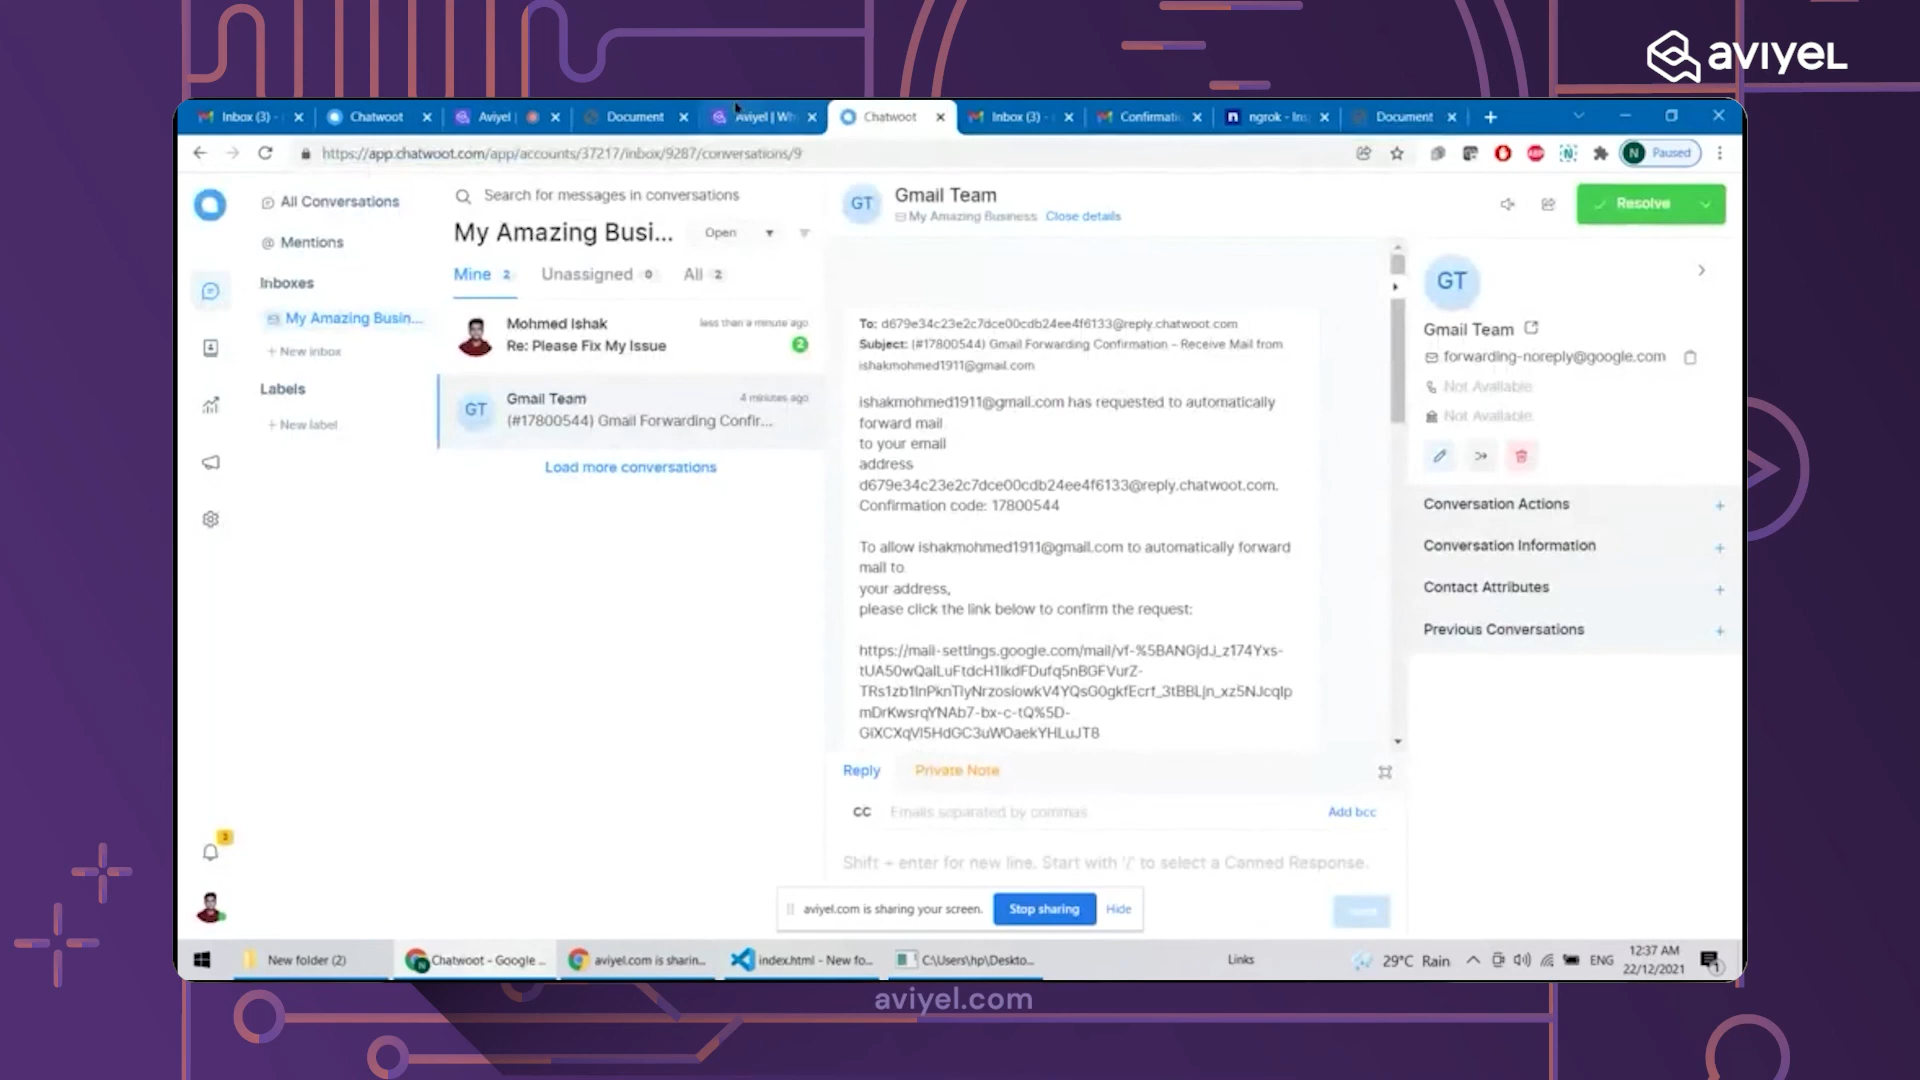 AVIYEL
Inbox (3) -
Chatwoot
Aviyel |
Document
Aviyel | Wh
Chatwoot
Inbox (3) -
Confirmati
ngrok - Ins
Document
https://app.chatwoot.com/app/accounts/37217/inbox/9287/conversations/9
N Paused
All Conversations
Mentions
Inboxes
My Amazing Busin...
+ New inbox
Labels
+ New label
3
Search for messages in conversations
My Amazing Busi...
Open
Mine 2
Unassigned 0
All 2
Mohmed Ishak
less than a minute ago
Re: Please Fix My Issue
2
GT
Gmail Team
4 minutes ago
(#17800544) Gmail Forwarding Confir...
Load more conversations
GT
Gmail Team
My Amazing Business Close details
Resolve
To: d679e34c23e2c7dce00cdb24ee4f6133@reply.chatwoot.com
Subject: (#17800544) Gmail Forwarding Confirmation - Receive Mail from
ishakmohmed1911@gmail.com
ishakmohmed1911@gmail.com has requested to automatically
forward mail
to your email
address
d679e34c23e2c7dce00cdb24ee4f6133@reply.chatwoot.com.
Confirmation code: 17800544
To allow ishakmohmed1911@gmail.com to automatically forward
mail to
your address,
please click the link below to confirm the request:
https://mail-settings.google.com/mail/vf-%5BANGjdJ_z174Yxs-
Reply
Private Note
CC Emails separated by commas
Add bcc
Shift + enter for new line. Start with '/' to select a Canned Response.
GT
Gmail Team
forwarding-noreply@google.com
Not Available
Not Available
Conversation Actions +
Conversation Information +
Contact Attributes +
Previous Conversations +
aviyel.com is sharing your screen.
Stop sharing
Hide
New folder (2)
Chatwoot - Google ...
aviyel.com is sharin...
index.html - New fo...
C:\Users\hp\Deskto...
Links
29°C Rain
ENG
12:37 AM
22/12/2021
1
aviyel.com